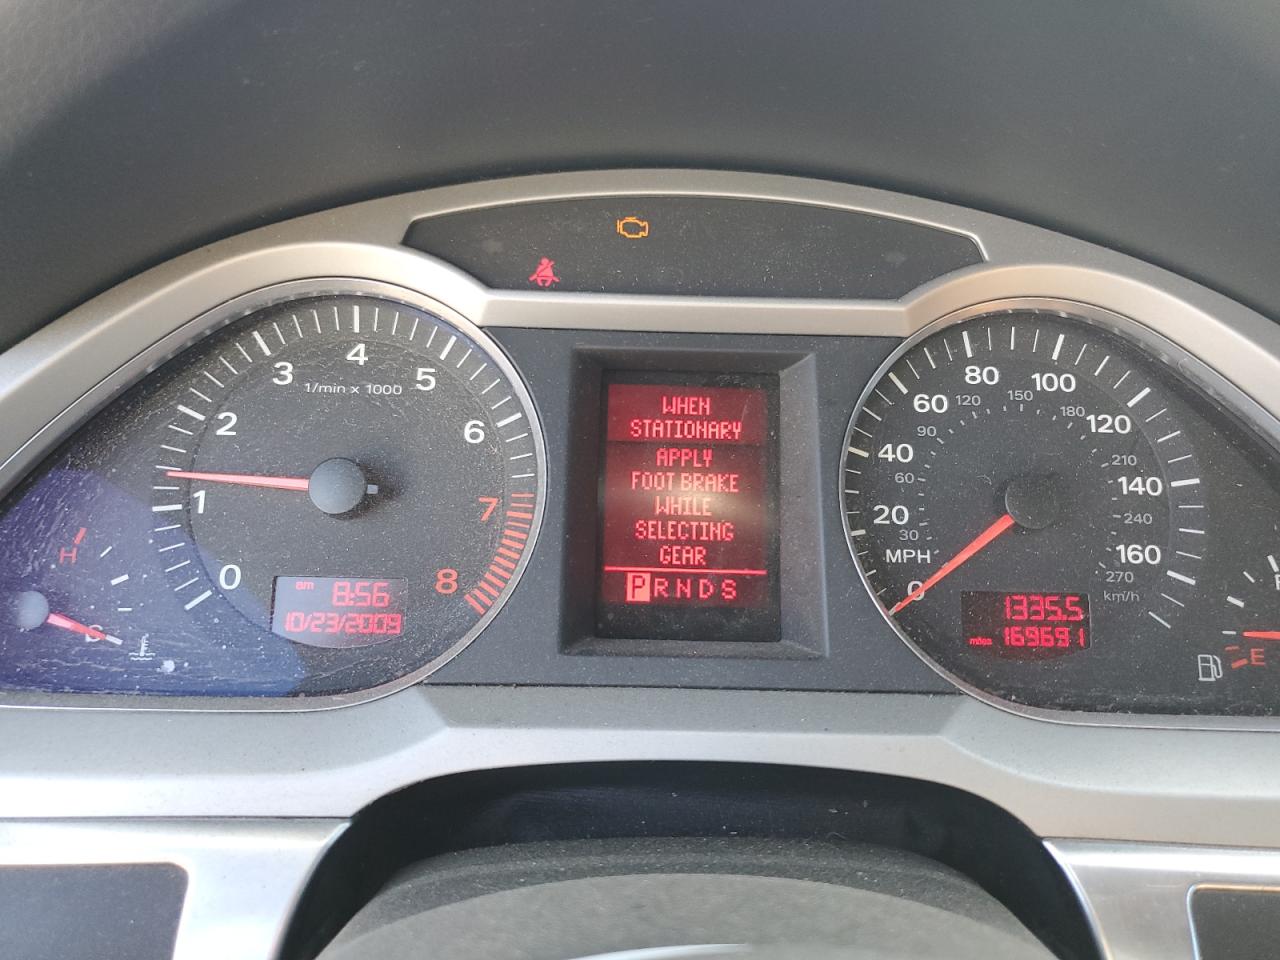 WHEN
STATIONARY
APPLY
FOOT BRAKE
WHILE
SELECTING
GEAR
P R N D S
0
1
2
3
4
5
6
7
8
1/min x 1000
am 8:56
10/23/2009
H
C
0
20
40
60
80
100
120
140
160
MPH
30
60
90
120
150
180
210
240
270
km/h
1335.5
miles 169691
E